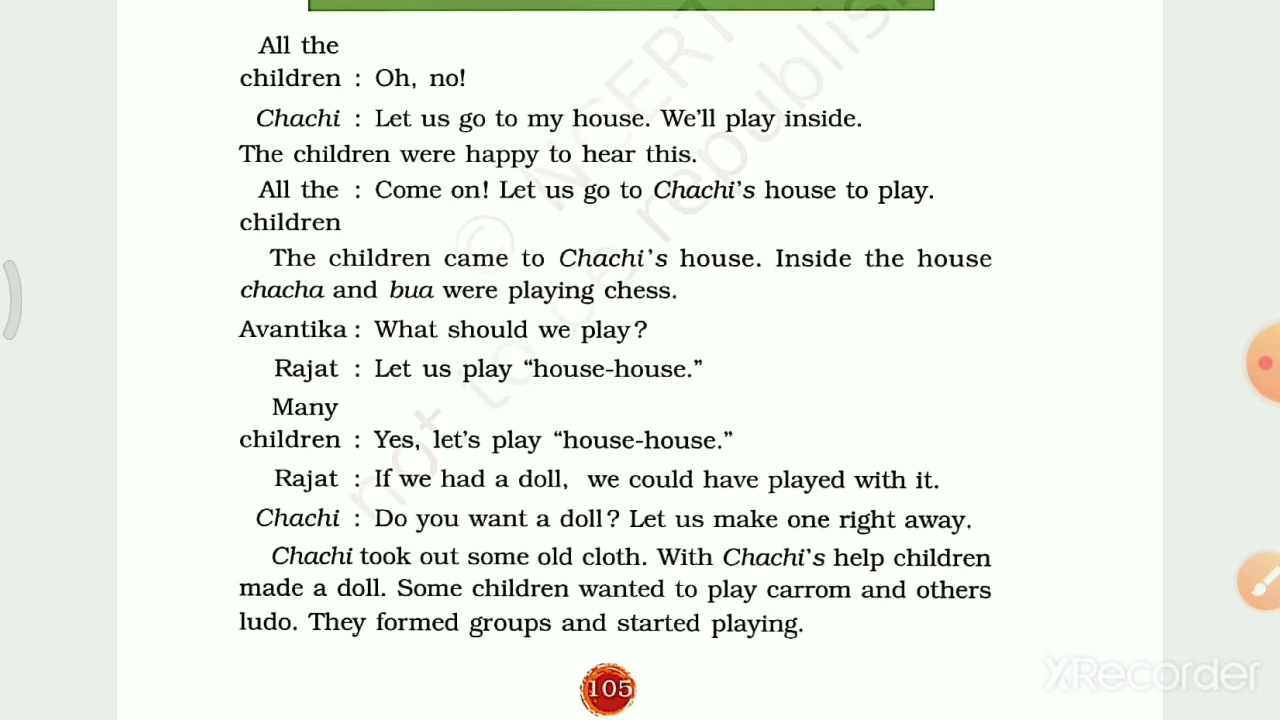 All the
children : Oh, no!
Chachi : Let us go to my house. We'll play inside.
The children were happy to hear this.
All the : Come on! Let us go to Chachi's house to play.
children
The children came to Chachi's house. Inside the house
chacha and bua were playing chess.
Avantika : What should we play?
Rajat : Let us play “house-house.”
Many
children : Yes, let's play “house-house.”
Rajat : If we had a doll, we could have played with it.
Chachi : Do you want a doll? Let us make one right away.
Chachi took out some old cloth. With Chachi's help children
made a doll. Some children wanted to play carrom and others
ludo. They formed groups and started playing.
105
© NCERT
not to be republish
XRecorder